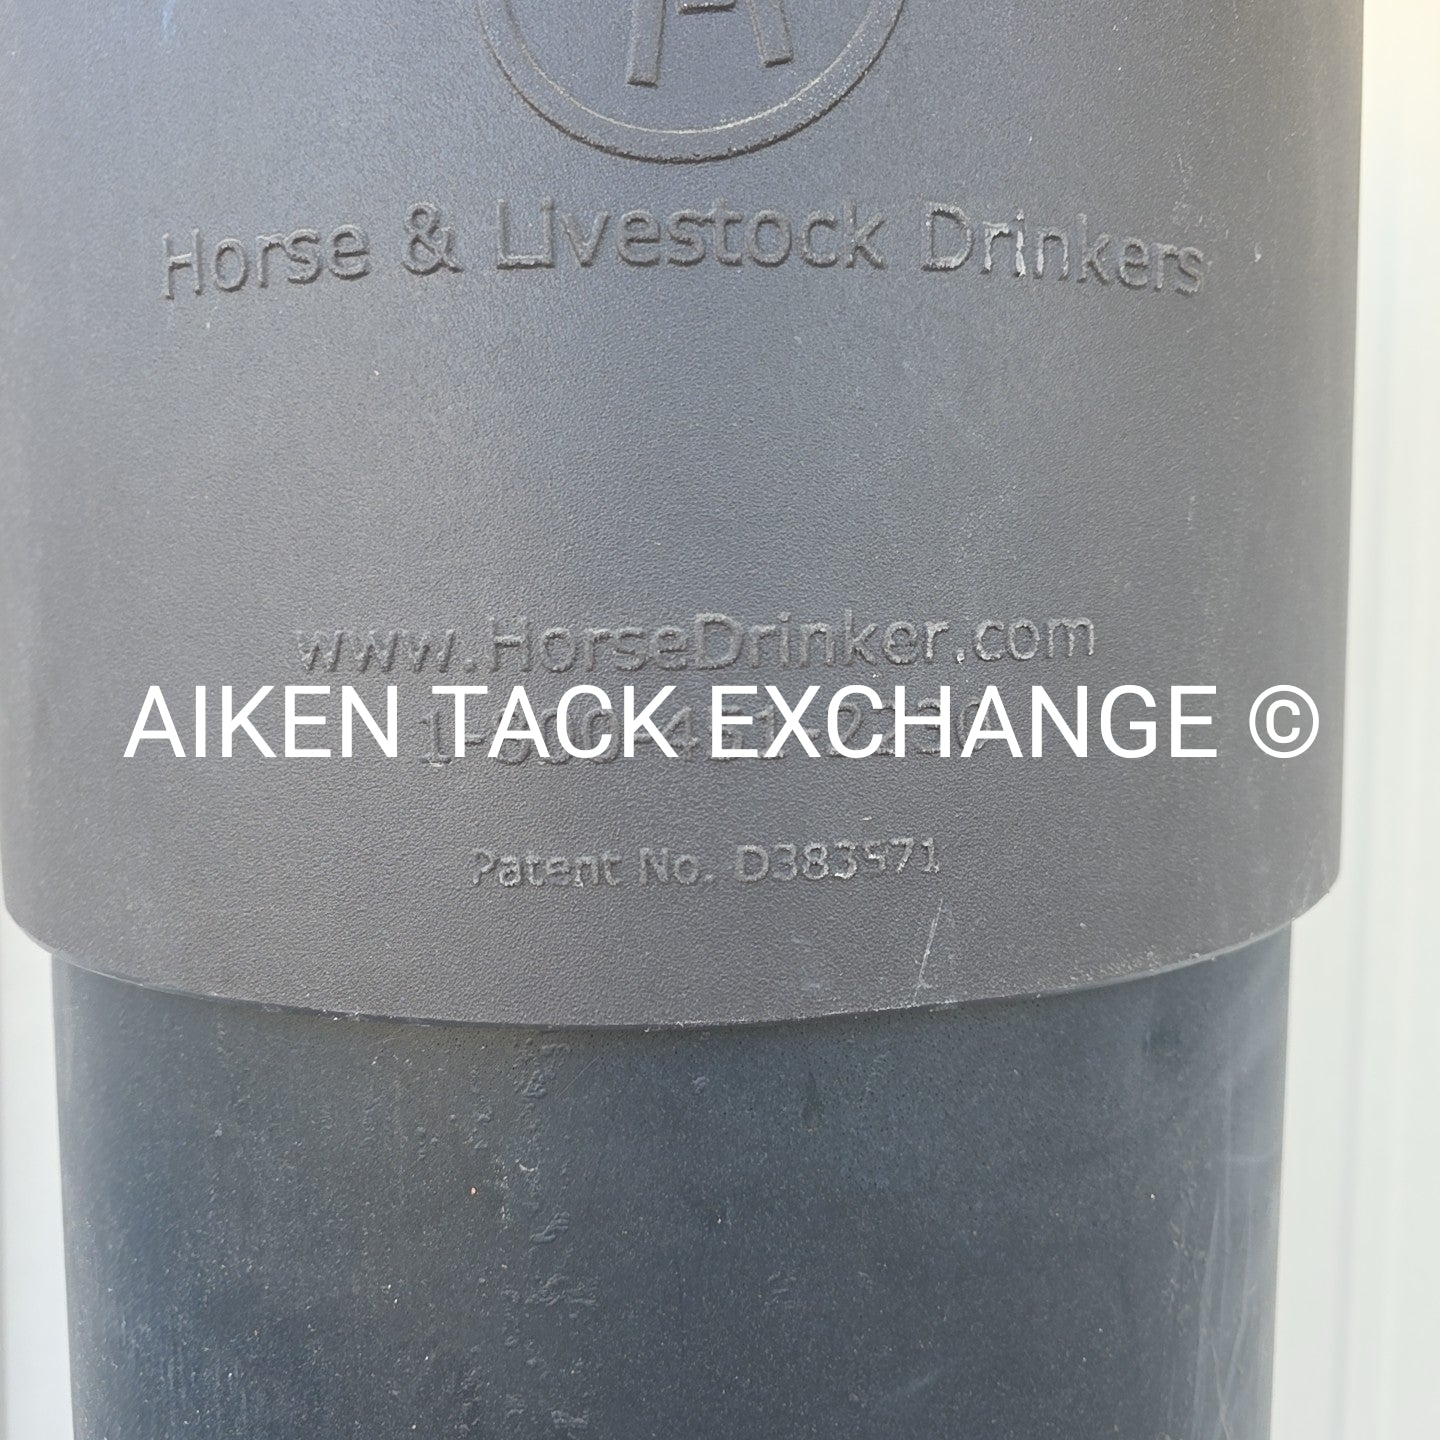 Horse & Livestock Drinkers
www.HorseDrinker.com
AIKEN TACK EXCHANGE ©
Patent No. D383571